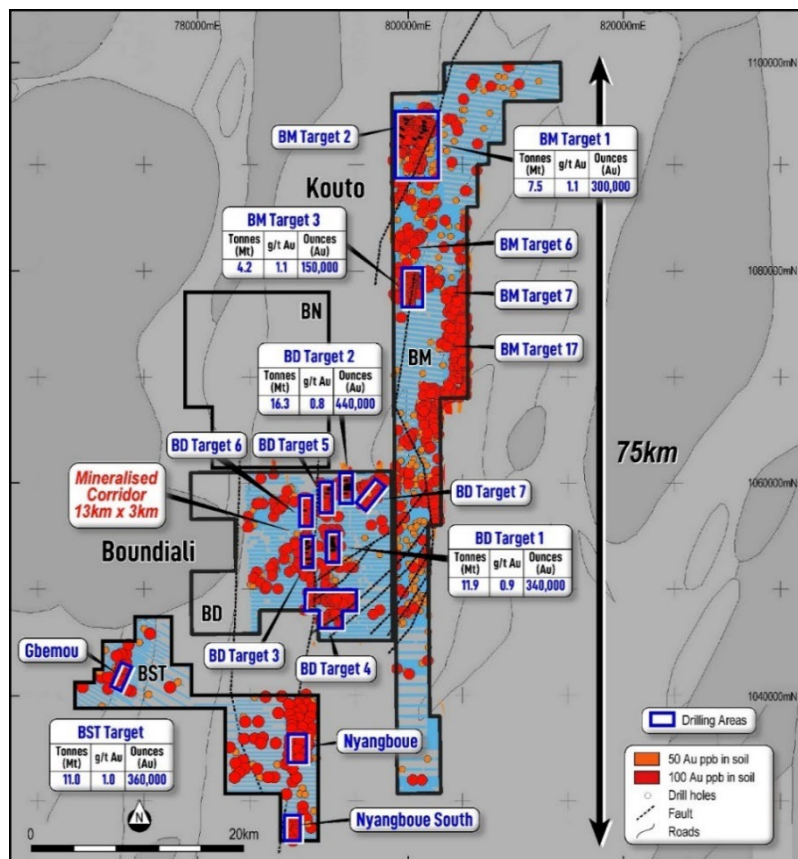 780000mE
800000mE
820000mE
1100000mN
BM Target 2
BM Target 1
Tonnes (Mt) g/t Au Ounces (Au)
7.5 1.1 300,000
Kouto
BM Target 3
Tonnes (Mt) g/t Au Ounces (Au)
4.2 1.1 150,000
BM Target 6
1080000mN
BM Target 7
BN
BM Target 17
BM
BD Target 2
Tonnes (Mt) g/t Au Ounces (Au)
16.3 0.8 440,000
75km
BD Target 6
BD Target 5
Mineralised
Corridor
13km x 3km
BD Target 7
1060000mN
BD Target 1
Tonnes (Mt) g/t Au Ounces (Au)
11.9 0.9 340,000
Boundiali
BD
BD Target 3
BD Target 4
Gbemou
BST
1040000mN
BST Target
Tonnes (Mt) g/t Au Ounces (Au)
11.0 1.0 360,000
Nyangboue
Drilling Areas
50 Au ppb in soil
100 Au ppb in soil
Drill holes
Fault
Roads
N
Nyangboue South
0 20km